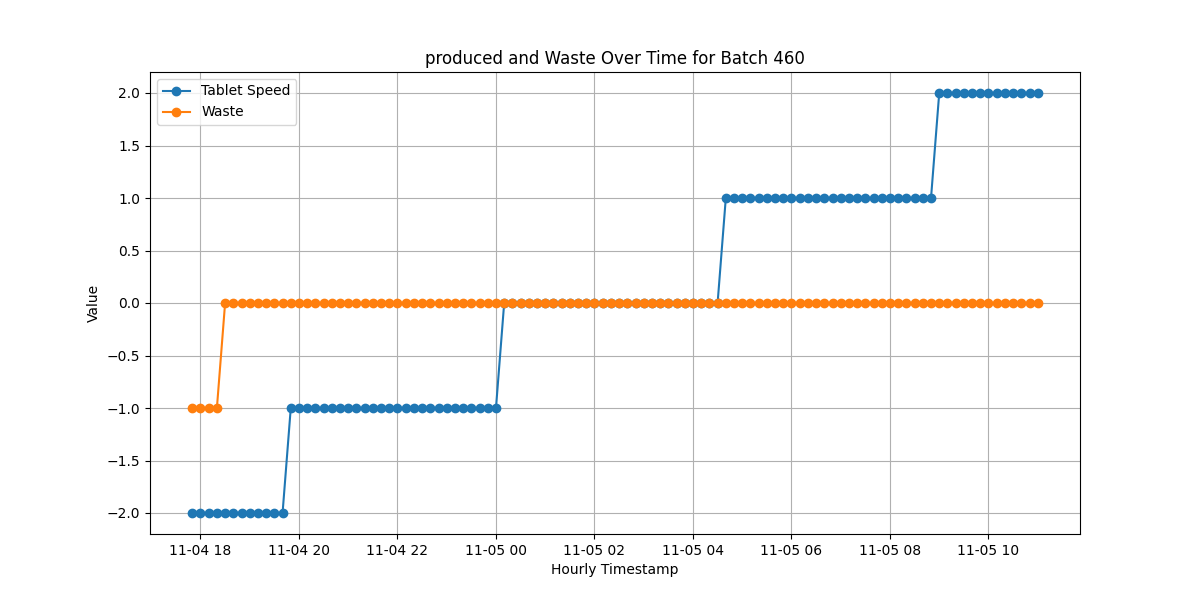 produced and Waste Over Time for Batch 460
Tablet Speed
Waste
2.0
1.5
1.0
0.5
0.0
−0.5
−1.0
−1.5
−2.0
Value
11-04 18 11-04 20 11-04 22 11-05 00 11-05 02 11-05 04 11-05 06 11-05 08 11-05 10
Hourly Timestamp